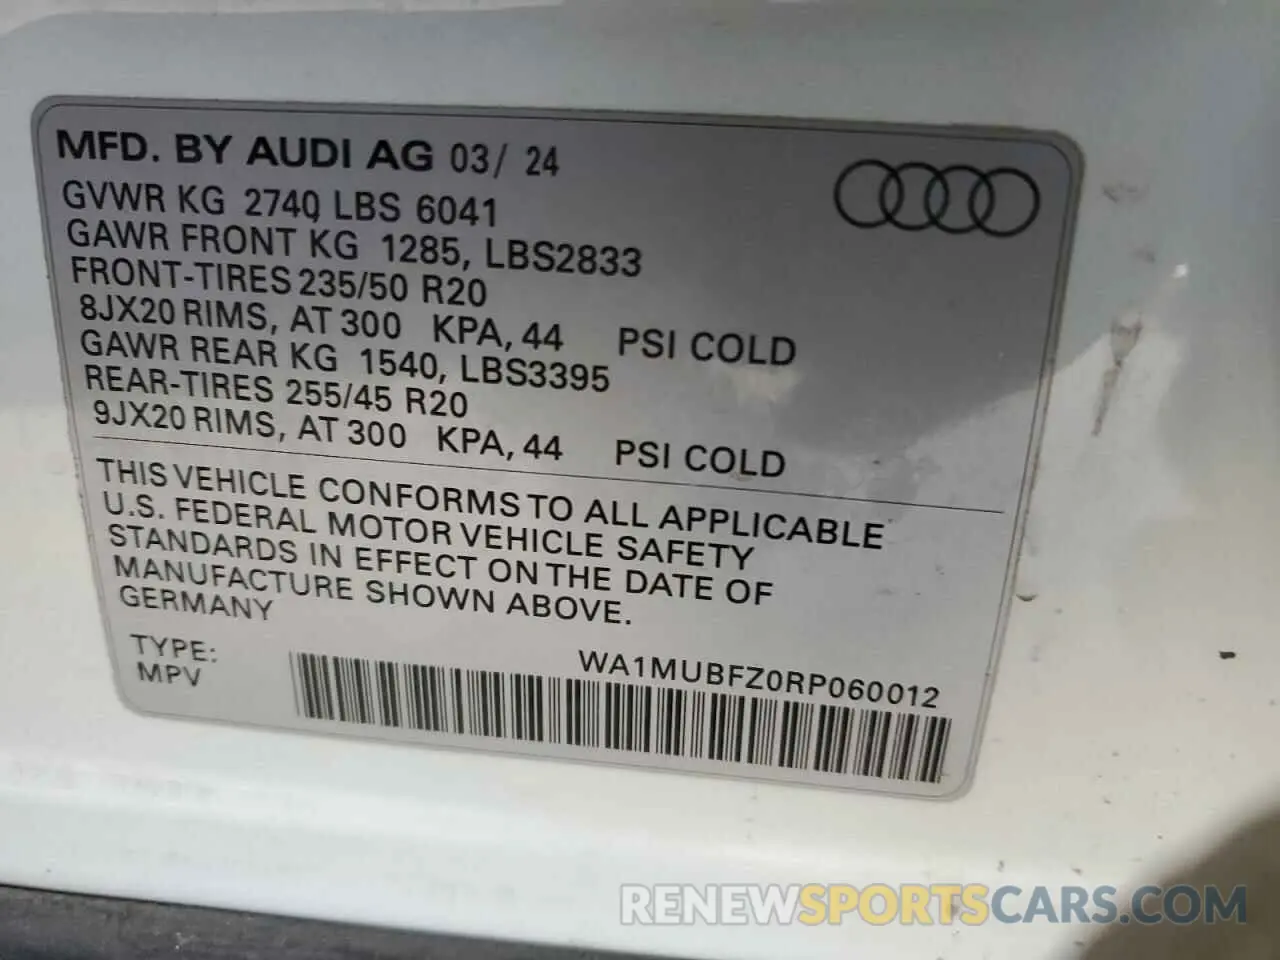 MFD. BY AUDI AG 03/ 24
GVWR KG 2740 LBS 6041
GAWR FRONT KG 1285, LBS2833
FRONT-TIRES 235/50 R20
8JX20 RIMS, AT 300 KPA, 44 PSI COLD
GAWR REAR KG 1540, LBS3395
REAR-TIRES 255/45 R20
9JX20 RIMS, AT 300 KPA, 44 PSI COLD
THIS VEHICLE CONFORMS TO ALL APPLICABLE
U.S. FEDERAL MOTOR VEHICLE SAFETY
STANDARDS IN EFFECT ON THE DATE OF
MANUFACTURE SHOWN ABOVE.
GERMANY
TYPE:
MPV
WA1MUBFZ0RP060012
RENEWSPORTSCARS.COM